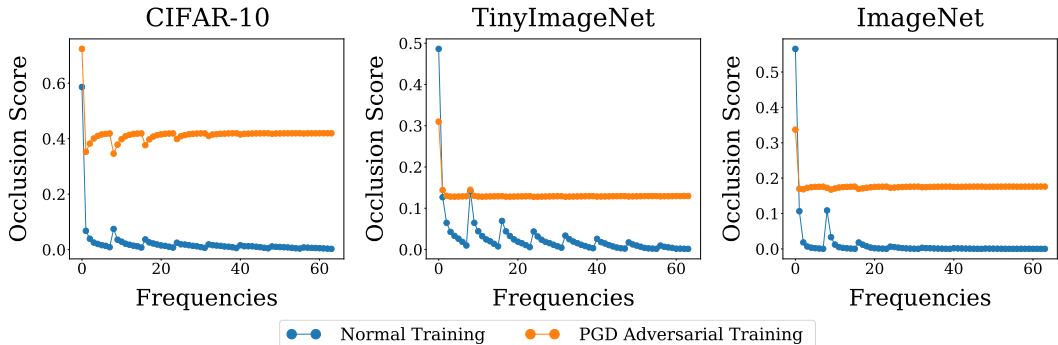 CIFAR-10
TinyImageNet
ImageNet
Occlusion Score
0.6
0.4
0.2
0.0
0 20 40 60
Frequencies
Occlusion Score
0.5
0.4
0.3
0.2
0.1
0.0
0 20 40 60
Frequencies
Occlusion Score
0.5
0.4
0.3
0.2
0.1
0.0
0 20 40 60
Frequencies
Normal Training
PGD Adversarial Training